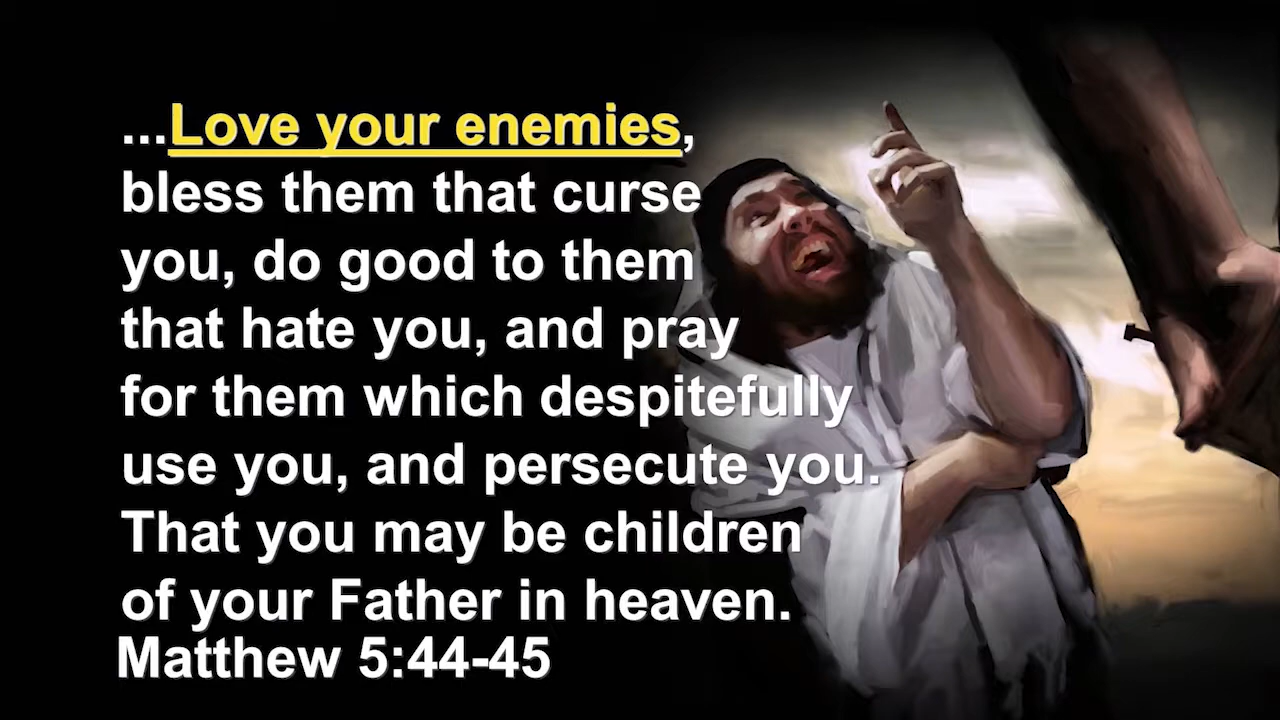 ...Love your enemies,
bless them that curse
you, do good to them
that hate you, and pray
for them which despitefully
use you, and persecute you.
That you may be children
of your Father in heaven.
Matthew 5:44-45